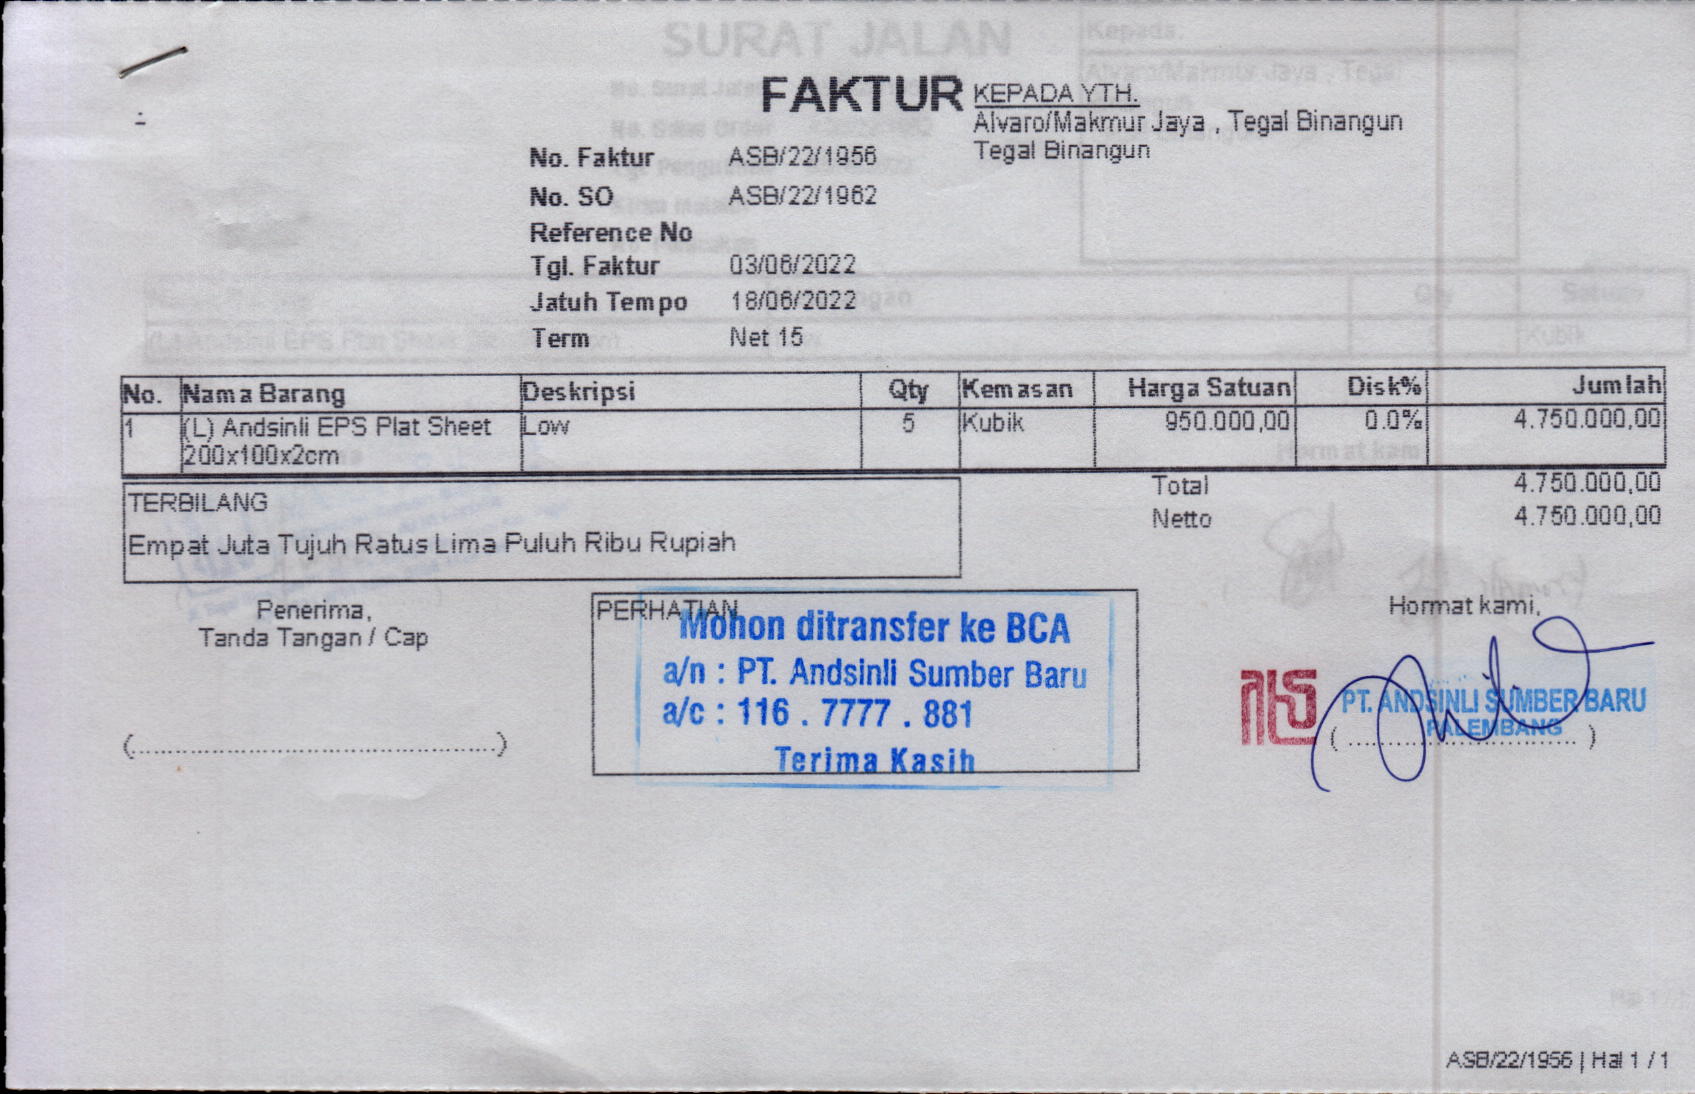 FAKTUR
KEPADA YTH.
Alvaro/Makmur Jaya , Tegal Binangun
Tegal Binangun
No. Faktur ASB/22/1956
No. SO ASB/22/1962
Reference No
Tgl. Faktur 03/06/2022
Jatuh Tempo 18/06/2022
Term Net 15
No. Nama Barang Deskripsi Qty Kemasan Harga Satuan Disk% Jumlah
1 (L) Andsinli EPS Plat Sheet Low 5 Kubik 950.000,00 0.0% 4.750.000,00
200x100x2cm
Total 4.750.000,00
Netto 4.750.000,00
TERBILANG
Empat Juta Tujuh Ratus Lima Puluh Ribu Rupiah
Penerima,
Tanda Tangan / Cap
(..............................................)
PERHATIAN
Mohon ditransfer ke BCA
a/n : PT. Andsinli Sumber Baru
a/c : 116 . 7777 . 881
Terima Kasih
Hormat kami,
PT. ANDSINLI SUMBER BARU
PALEMBANG
( .............................. )
ASB/22/1956 | Hal 1 / 1
SURAT JALAN
Kepada:
Qty
Kubik